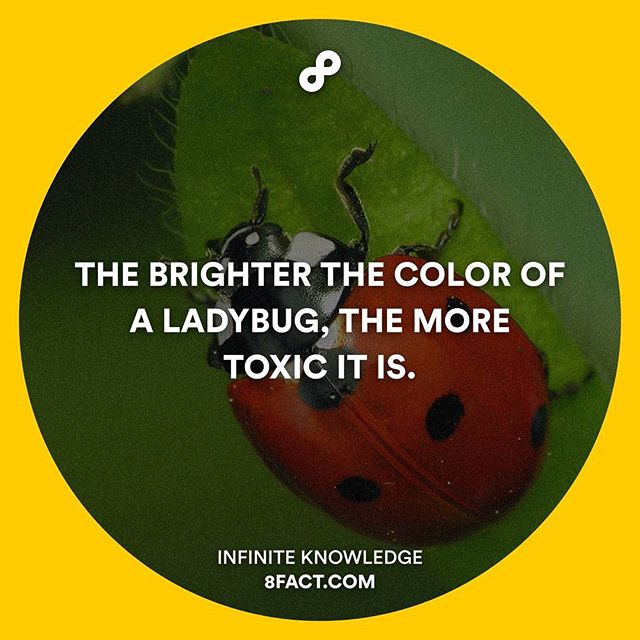 THE BRIGHTER THE COLOR OF
A LADYBUG, THE MORE
TOXIC IT IS.
INFINITE KNOWLEDGE
8FACT.COM